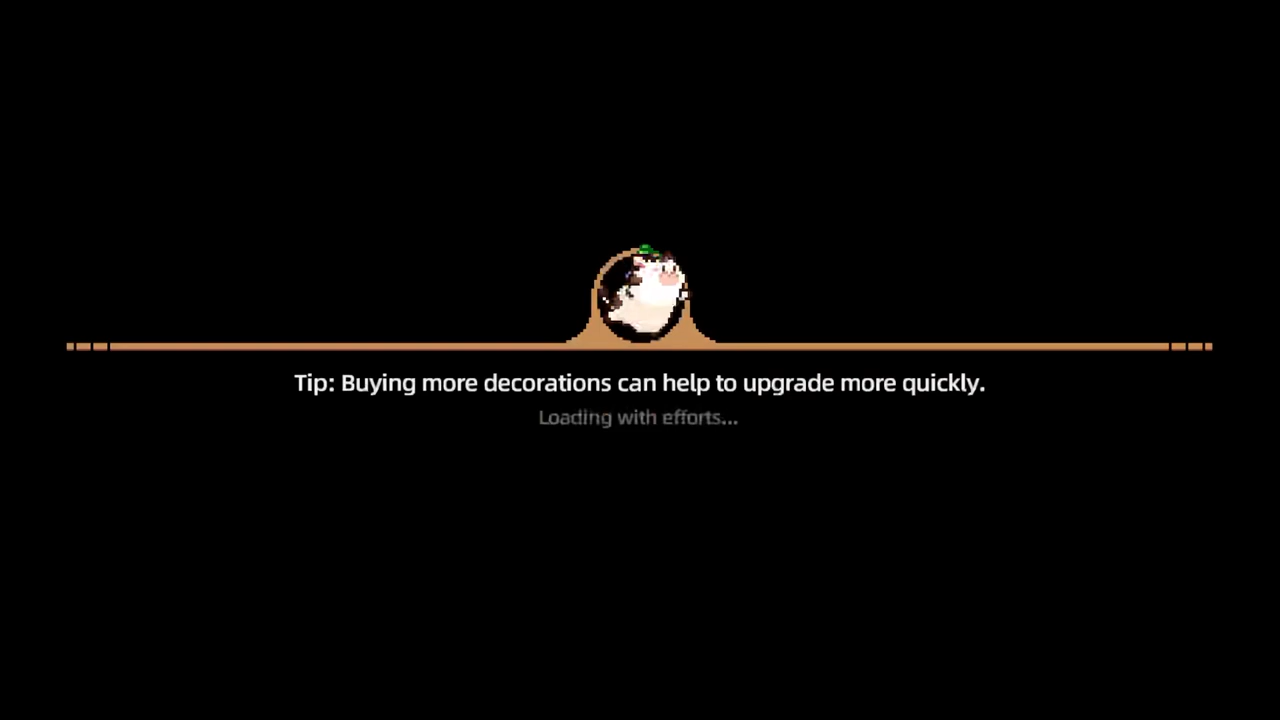 Tip: Buying more decorations can help to upgrade more quickly.
Loading with efforts...